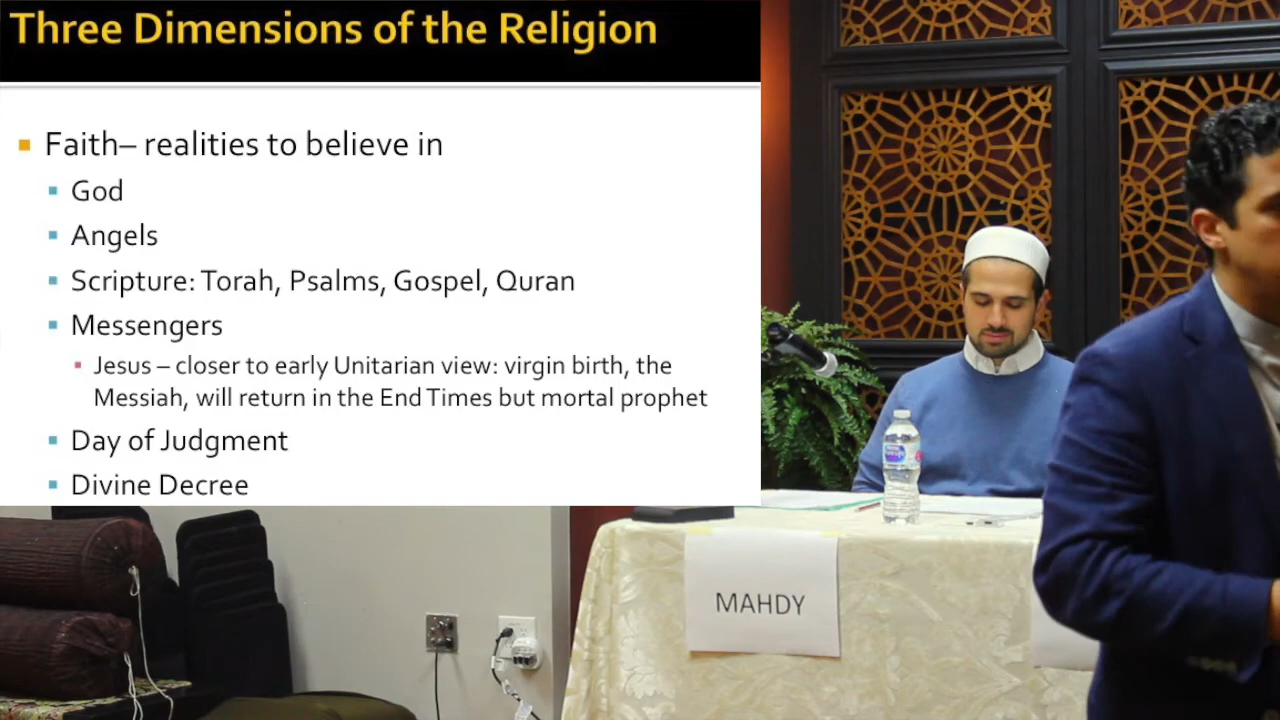 Three Dimensions of the Religion
Faith– realities to believe in
God
Angels
Scripture: Torah, Psalms, Gospel, Quran
Messengers
Jesus – closer to early Unitarian view: virgin birth, the
Messiah, will return in the End Times but mortal prophet
Day of Judgment
Divine Decree
MAHDY